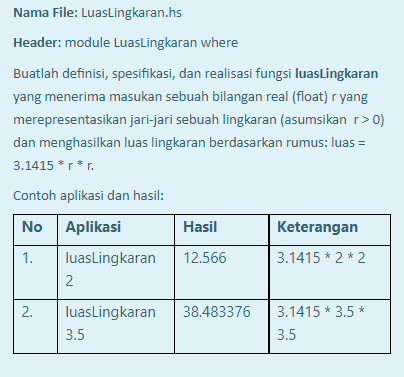 Nama File: LuasLingkaran.hs
Header: module LuasLingkaran where
Buatlah definisi, spesifikasi, dan realisasi fungsi luasLingkaran
yang menerima masukan sebuah bilangan real (float) r yang
merepresentasikan jari-jari sebuah lingkaran (asumsikan  r > 0)
dan menghasilkan luas lingkaran berdasarkan rumus: luas =
3.1415 * r * r.
Contoh aplikasi dan hasil:
No Aplikasi Hasil Keterangan
1. luasLingkaran 12.566 3.1415 * 2 * 2
2
2. luasLingkaran 38.483376 3.1415 * 3.5 *
3.5 3.5